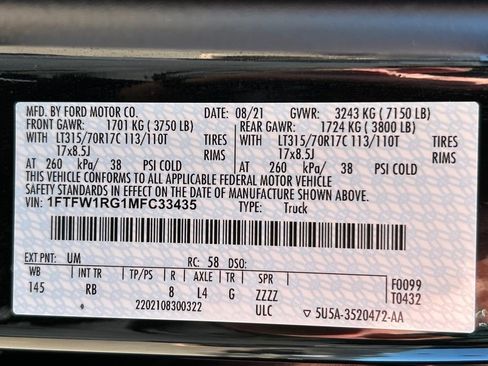 MFD. BY FORD MOTOR CO. DATE: 08/21 GVWR: 3243 KG ( 7150 LB)
FRONT GAWR: 1701 KG ( 3750 LB) REAR GAWR: 1724 KG ( 3800 LB)
WITH LT315/70R17C 113/110T TIRES WITH LT315/70R17C 113/110T TIRES
17x8.5J RIMS 17x8.5J RIMS
AT 260 kPa/ 38 PSI COLD AT 260 kPa/ 38 PSI COLD
THIS VEHICLE CONFORMS TO ALL APPLICABLE FEDERAL MOTOR VEHICLE
SAFETY STANDARDS IN EFFECT ON THE DATE OF MANUFACTURE SHOWN ABOVE.
VIN: 1FTFW1RG1MFC33435 TYPE: Truck
EXT PNT: UM RC: 58 DSO:
WB INT TR TP/PS R AXLE TR SPR F0099
145 RB 8 L4 G ZZZZ T0432
2202108300322 ULC ▽ 5U5A-3520472-AA